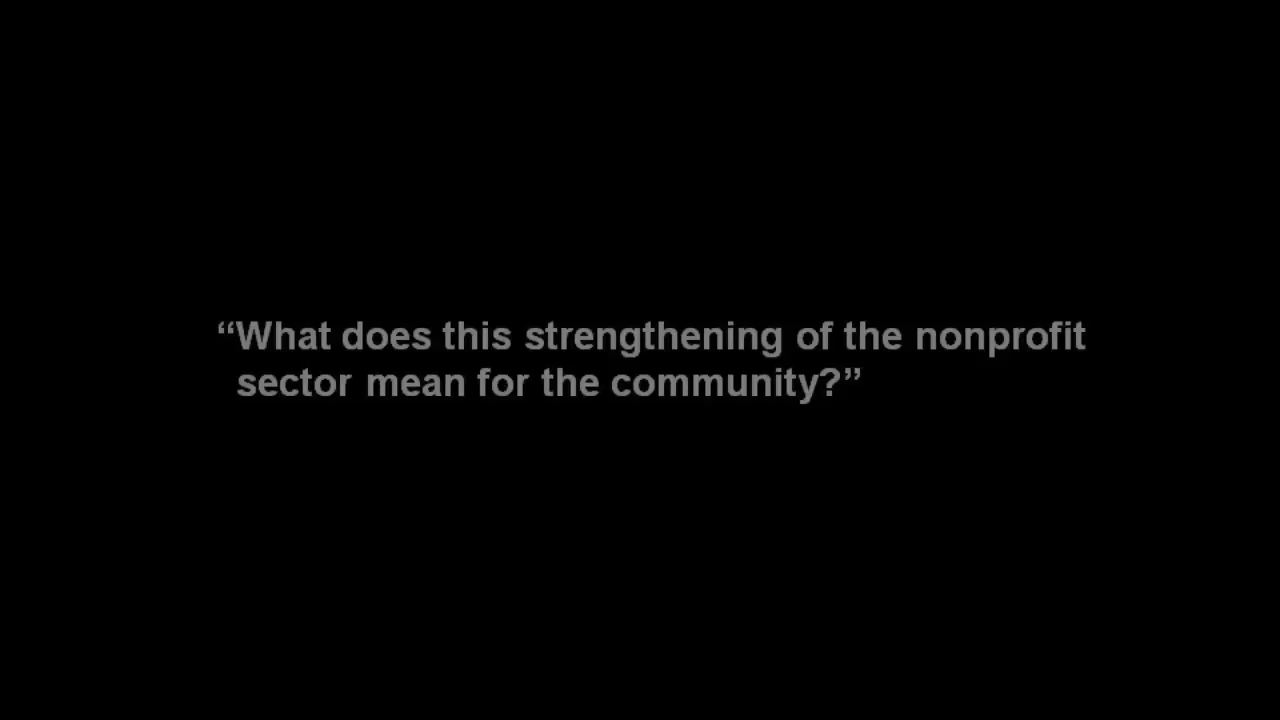 “What does this strengthening of the nonprofit
sector mean for the community?”